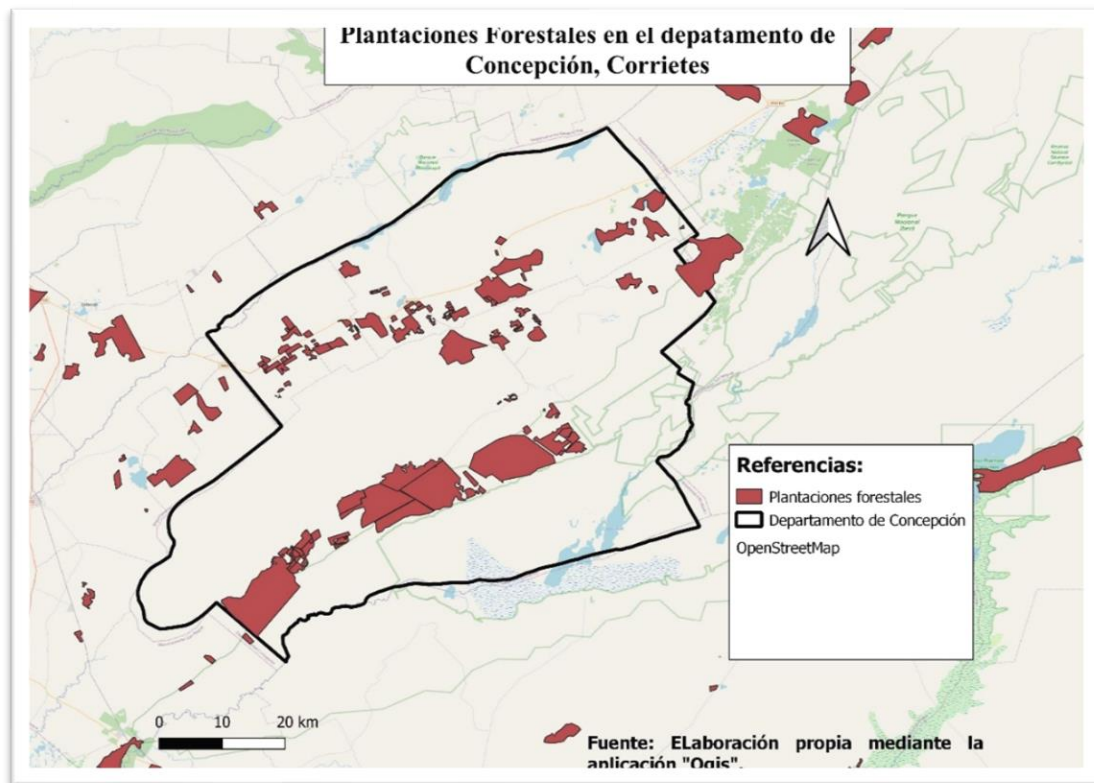 Plantaciones Forestales en el depatamento de
Concepción, Corrietes
Referencias:
Plantaciones forestales
Departamento de Concepción
OpenStreetMap
0 10 20 km
Fuente: ELaboración propia mediante la
aplicación "Qgis".